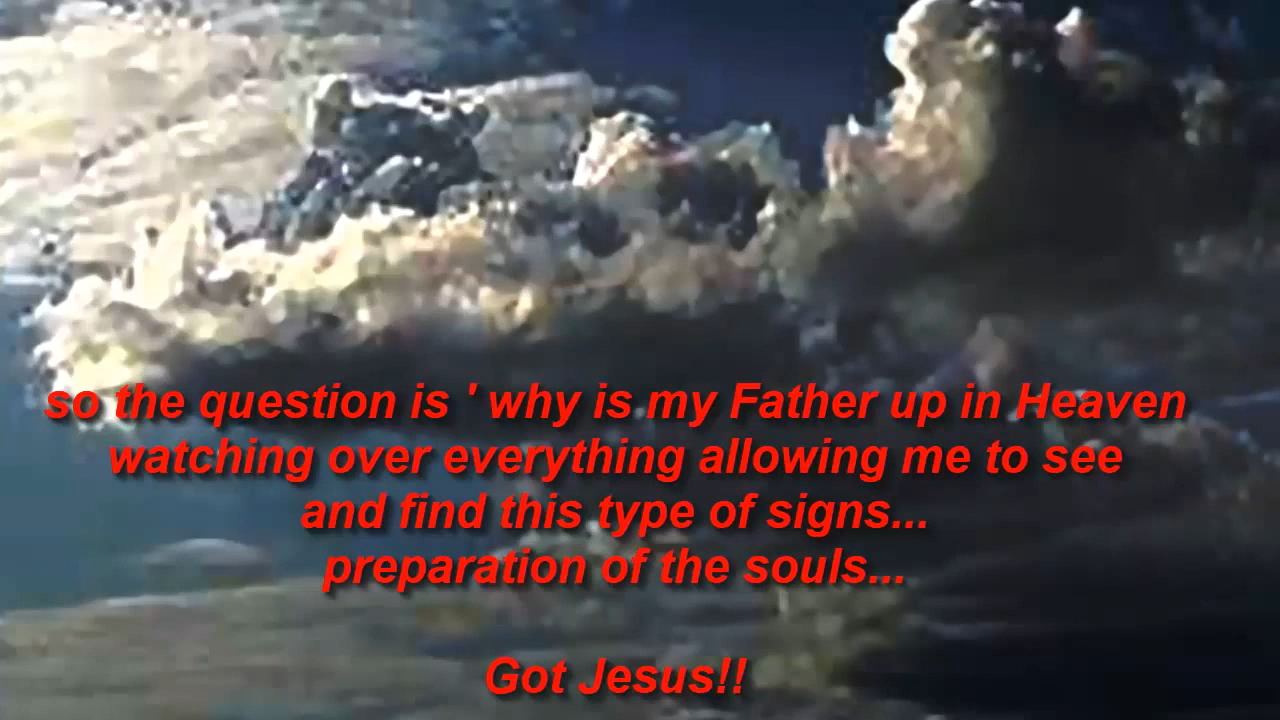 so the question is ' why is my Father up in Heaven
watching over everything allowing me to see
and find this type of signs...
preparation of the souls...
Got Jesus!!